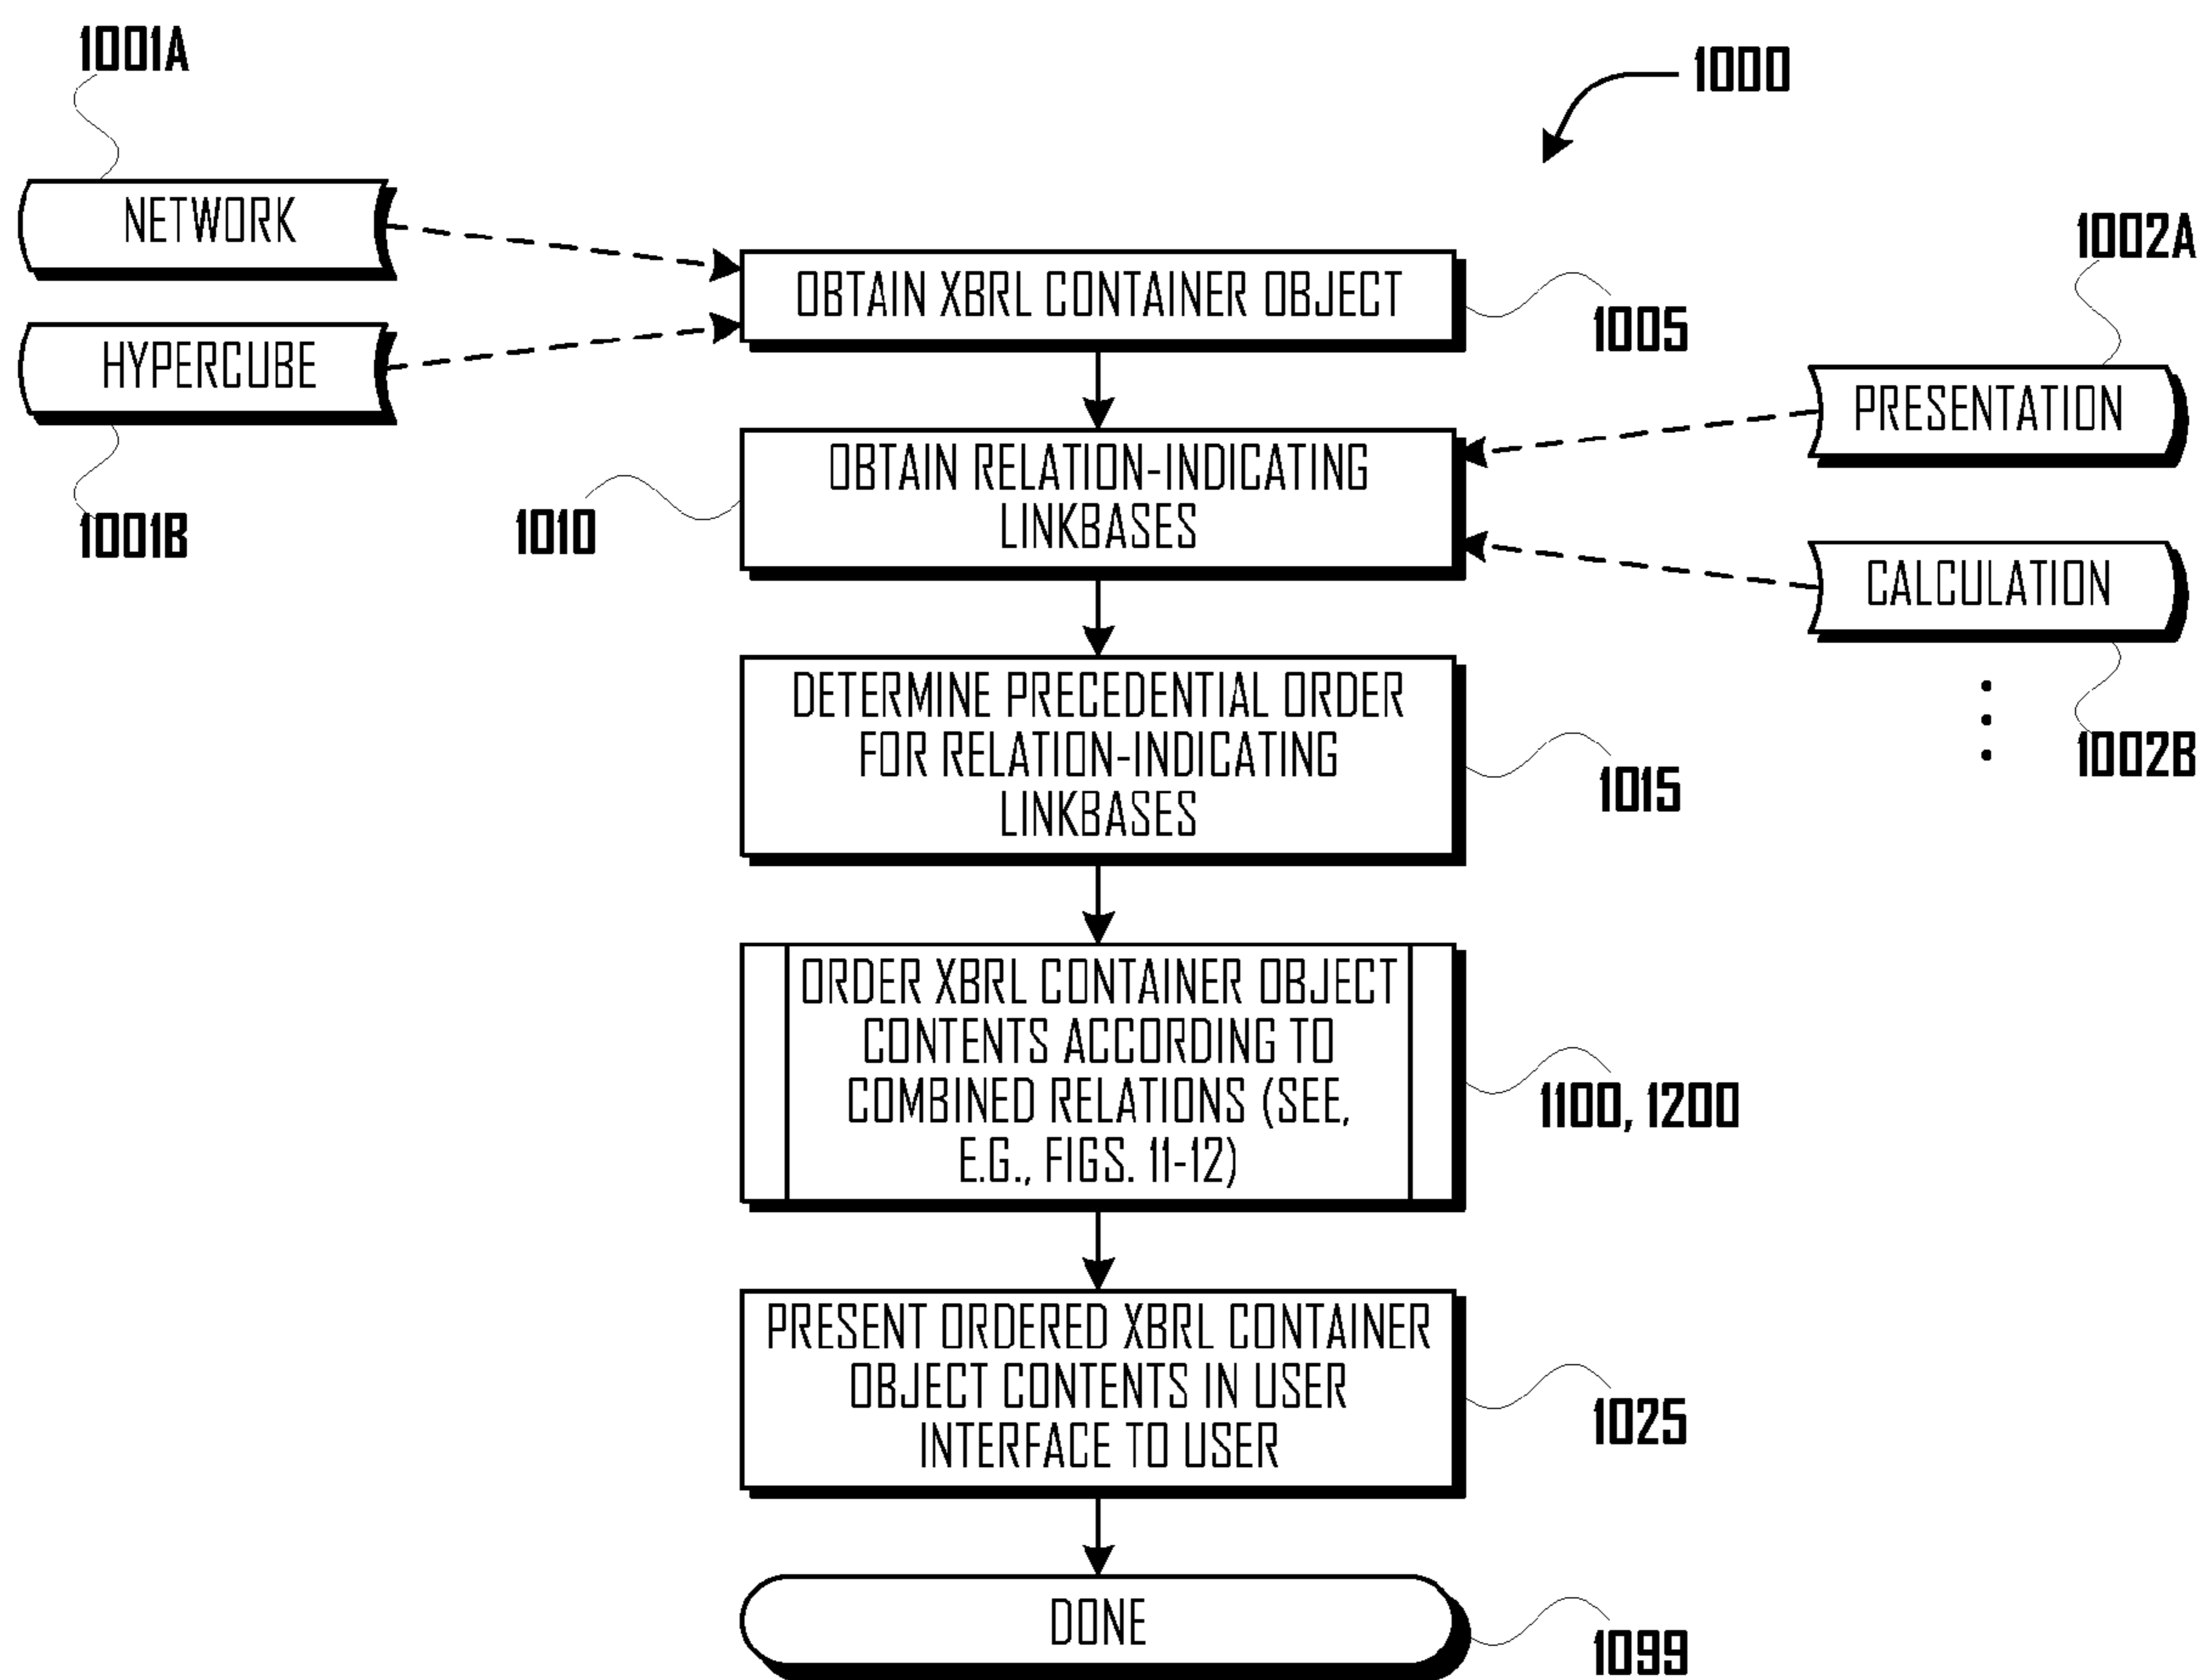 1001A
1000
NETWORK
1002A
OBTAIN XBRL CONTAINER OBJECT
1005
HYPERCUBE
PRESENTATION
OBTAIN RELATION-INDICATING
LINKBASES
1001B
1010
CALCULATION
1002B
DETERMINE PRECEDENTIAL ORDER
FOR RELATION-INDICATING
LINKBASES
1015
ORDER XBRL CONTAINER OBJECT
CONTENTS ACCORDING TO
COMBINED RELATIONS (SEE,
E.G., FIGS. 11-12)
1100, 1200
PRESENT ORDERED XBRL CONTAINER
OBJECT CONTENTS IN USER
INTERFACE TO USER
1025
DONE
1099